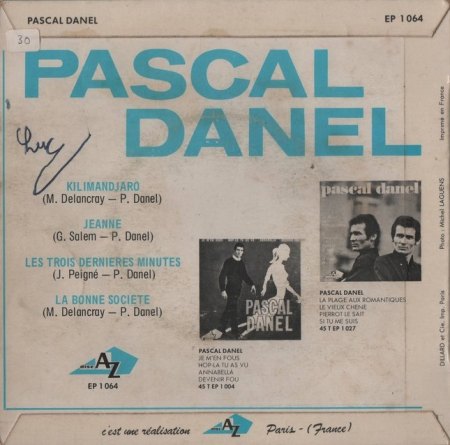 PASCAL DANEL
EP 1 064
30
PASCAL
DANEL
KILIMANDJARO
(M. Delancray — P. Danel)
JEANNE
(G. Salem — P. Danel)
LES TROIS DERNIERES MINUTES
(J. Peigné — P. Danel)
LA BONNE SOCIETE
(M. Delancray — P. Danel)
pascal danel
PASCAL DANEL
LA PLAGE AUX ROMANTIQUES
LE VIEUX CHENE
PIERROT LE SAIT
SI TU ME SUIS
45 T EP 1 027
PASCAL
DANEL
PASCAL DANEL
JE M'EN FOUS
HOP-LA TU AS VU
ANNABELLA
DEVENIR FOU
45 T EP 1 004
DISC AZ
EP 1 064
c'est une réalisation DISC AZ Paris - (France)
Imprimé en France
Photo : Michel LAGUENS
DILLARD et Cie, Imp. Paris